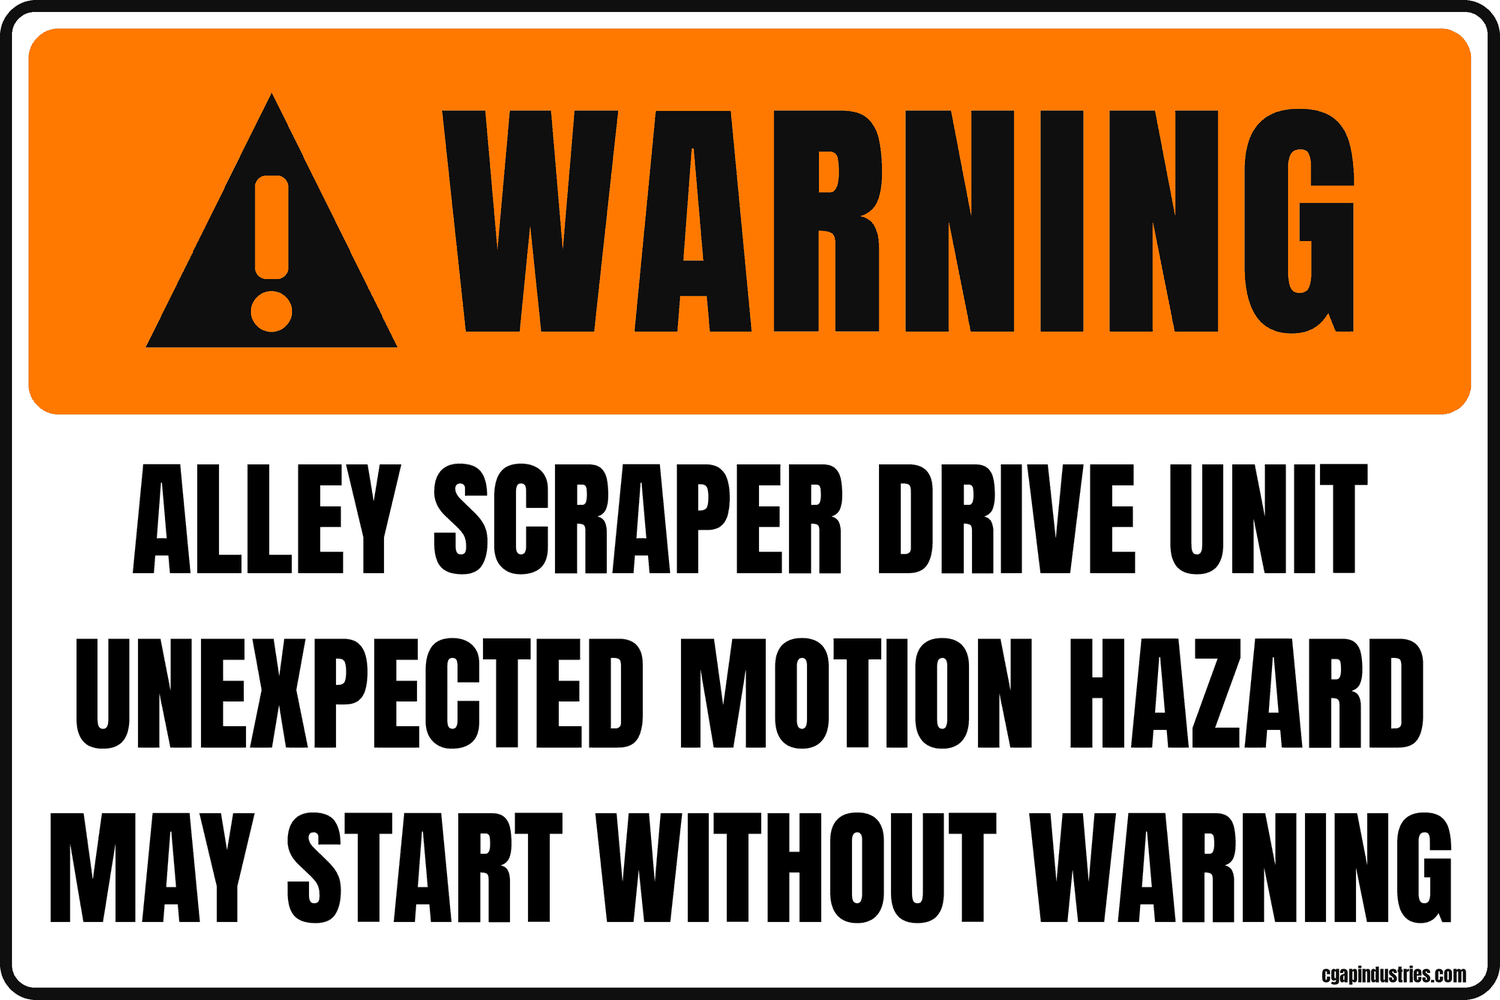 WARNING
ALLEY SCRAPER DRIVE UNIT
UNEXPECTED MOTION HAZARD
MAY START WITHOUT WARNING
cgapindustries.com